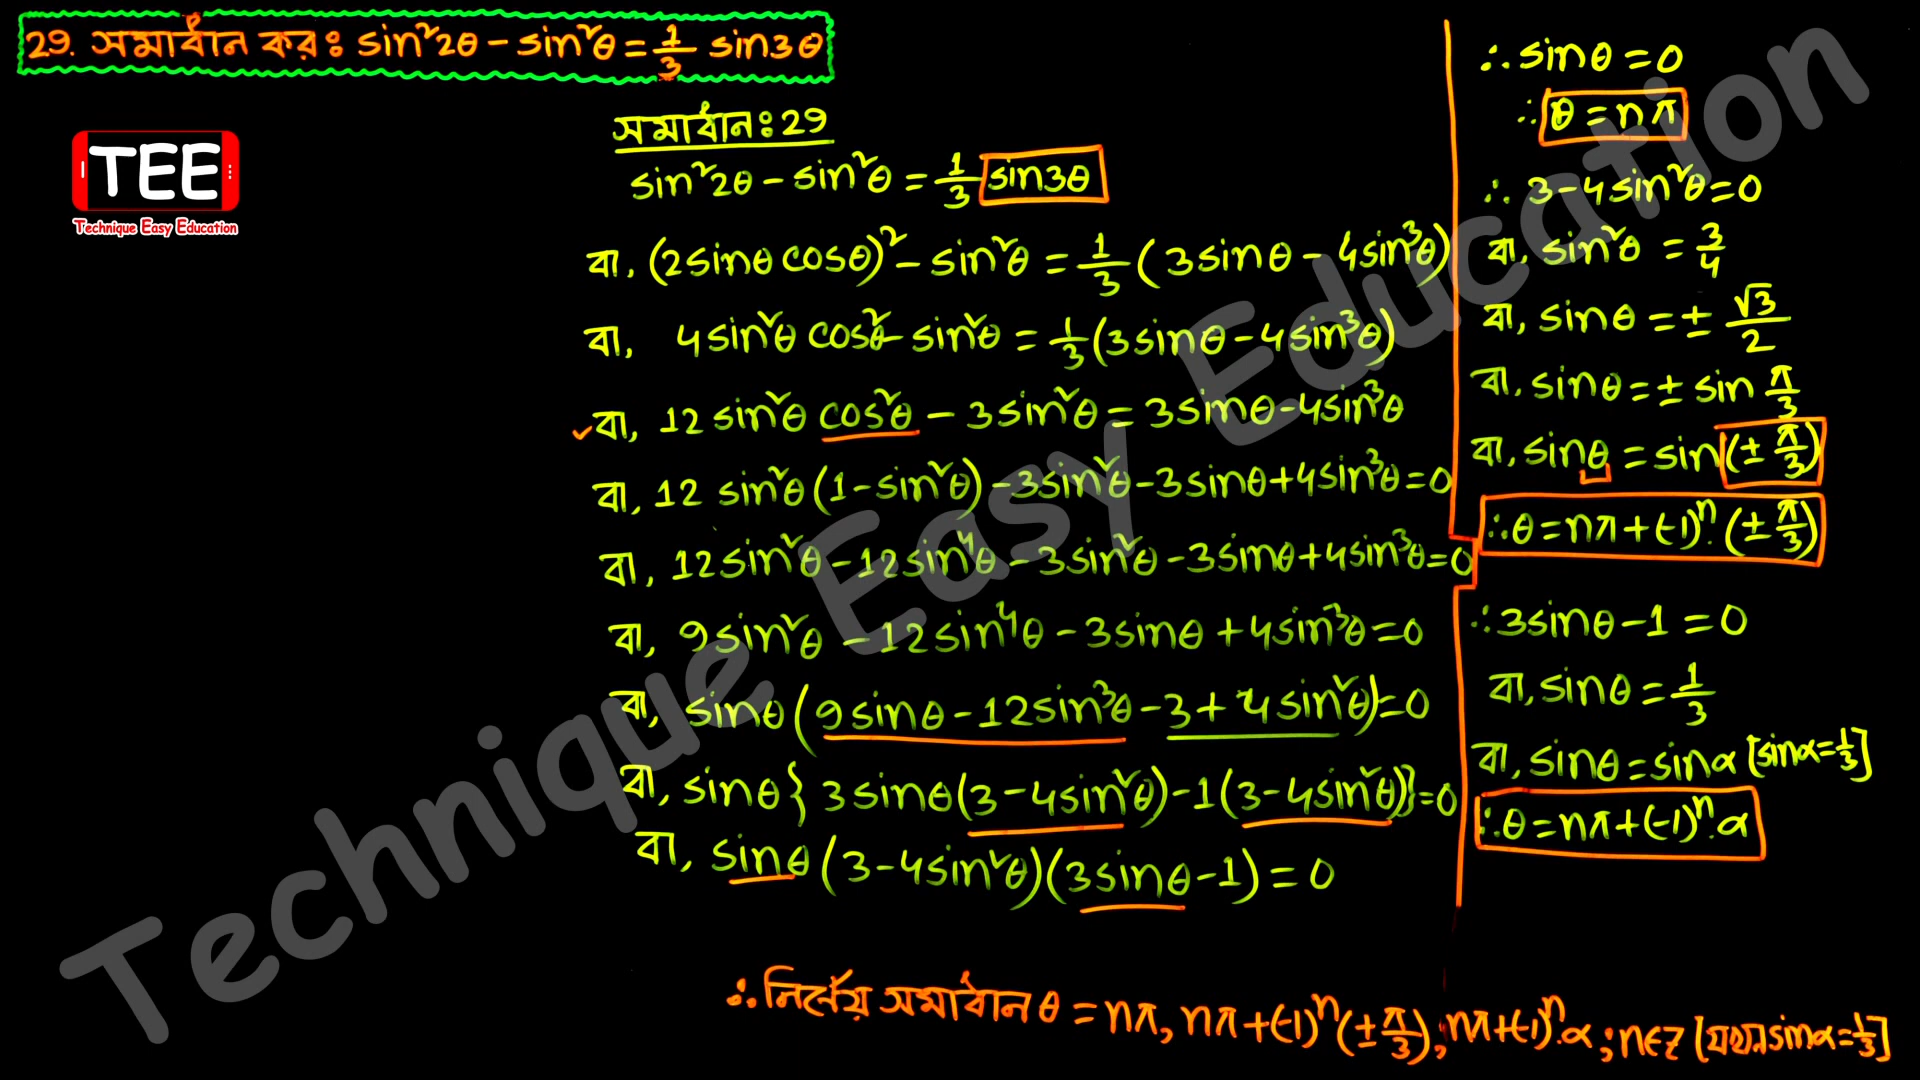 29. সমাধান করঃ sin²2θ - sin²θ = 1/3 sin3θ
TEE
Technique Easy Education
সমাধানঃ 29
sin²2θ - sin²θ = 1/3 sin3θ
বা, (2sinθ cosθ)² - sin²θ = 1/3 (3sinθ - 4sin³θ)
বা, 4sin²θ cos²θ - sin²θ = 1/3 (3sinθ - 4sin³θ)
বা, 12 sin²θ cos²θ - 3sin²θ = 3sinθ - 4sin³θ
বা, 12 sin²θ (1 - sin²θ) - 3sin²θ - 3sinθ + 4sin³θ = 0
বা, 12sin²θ - 12sin⁴θ - 3sin²θ - 3sinθ + 4sin³θ = 0
বা, 9sin²θ - 12sin⁴θ - 3sinθ + 4sin³θ = 0
বা, sinθ (9sinθ - 12sin³θ - 3 + 4sin²θ) = 0
বা, sinθ { 3sinθ (3 - 4sin²θ) - 1 (3 - 4sin²θ)} = 0
বা, sinθ (3 - 4sin²θ)(3sinθ - 1) = 0
∴ sinθ = 0
∴ θ = nπ
∴ 3 - 4sin²θ = 0
বা, sin²θ = 3/4
বা, sinθ = ± √3/2
বা, sinθ = ± sin π/3
বা, sinθ = sin (± π/3)
∴ θ = nπ + (-1)ⁿ. (± π/3)
∴ 3sinθ - 1 = 0
বা, sinθ = 1/3
বা, sinθ = sinα [sinα = 1/3]
∴ θ = nπ + (-1)ⁿ. α
∴ নির্ণেয় সমাধান θ = nπ, nπ + (-1)ⁿ (± π/3), nπ + (-1)ⁿ. α ; n∈Z [যথা sinα = 1/3]
Technique Easy Education